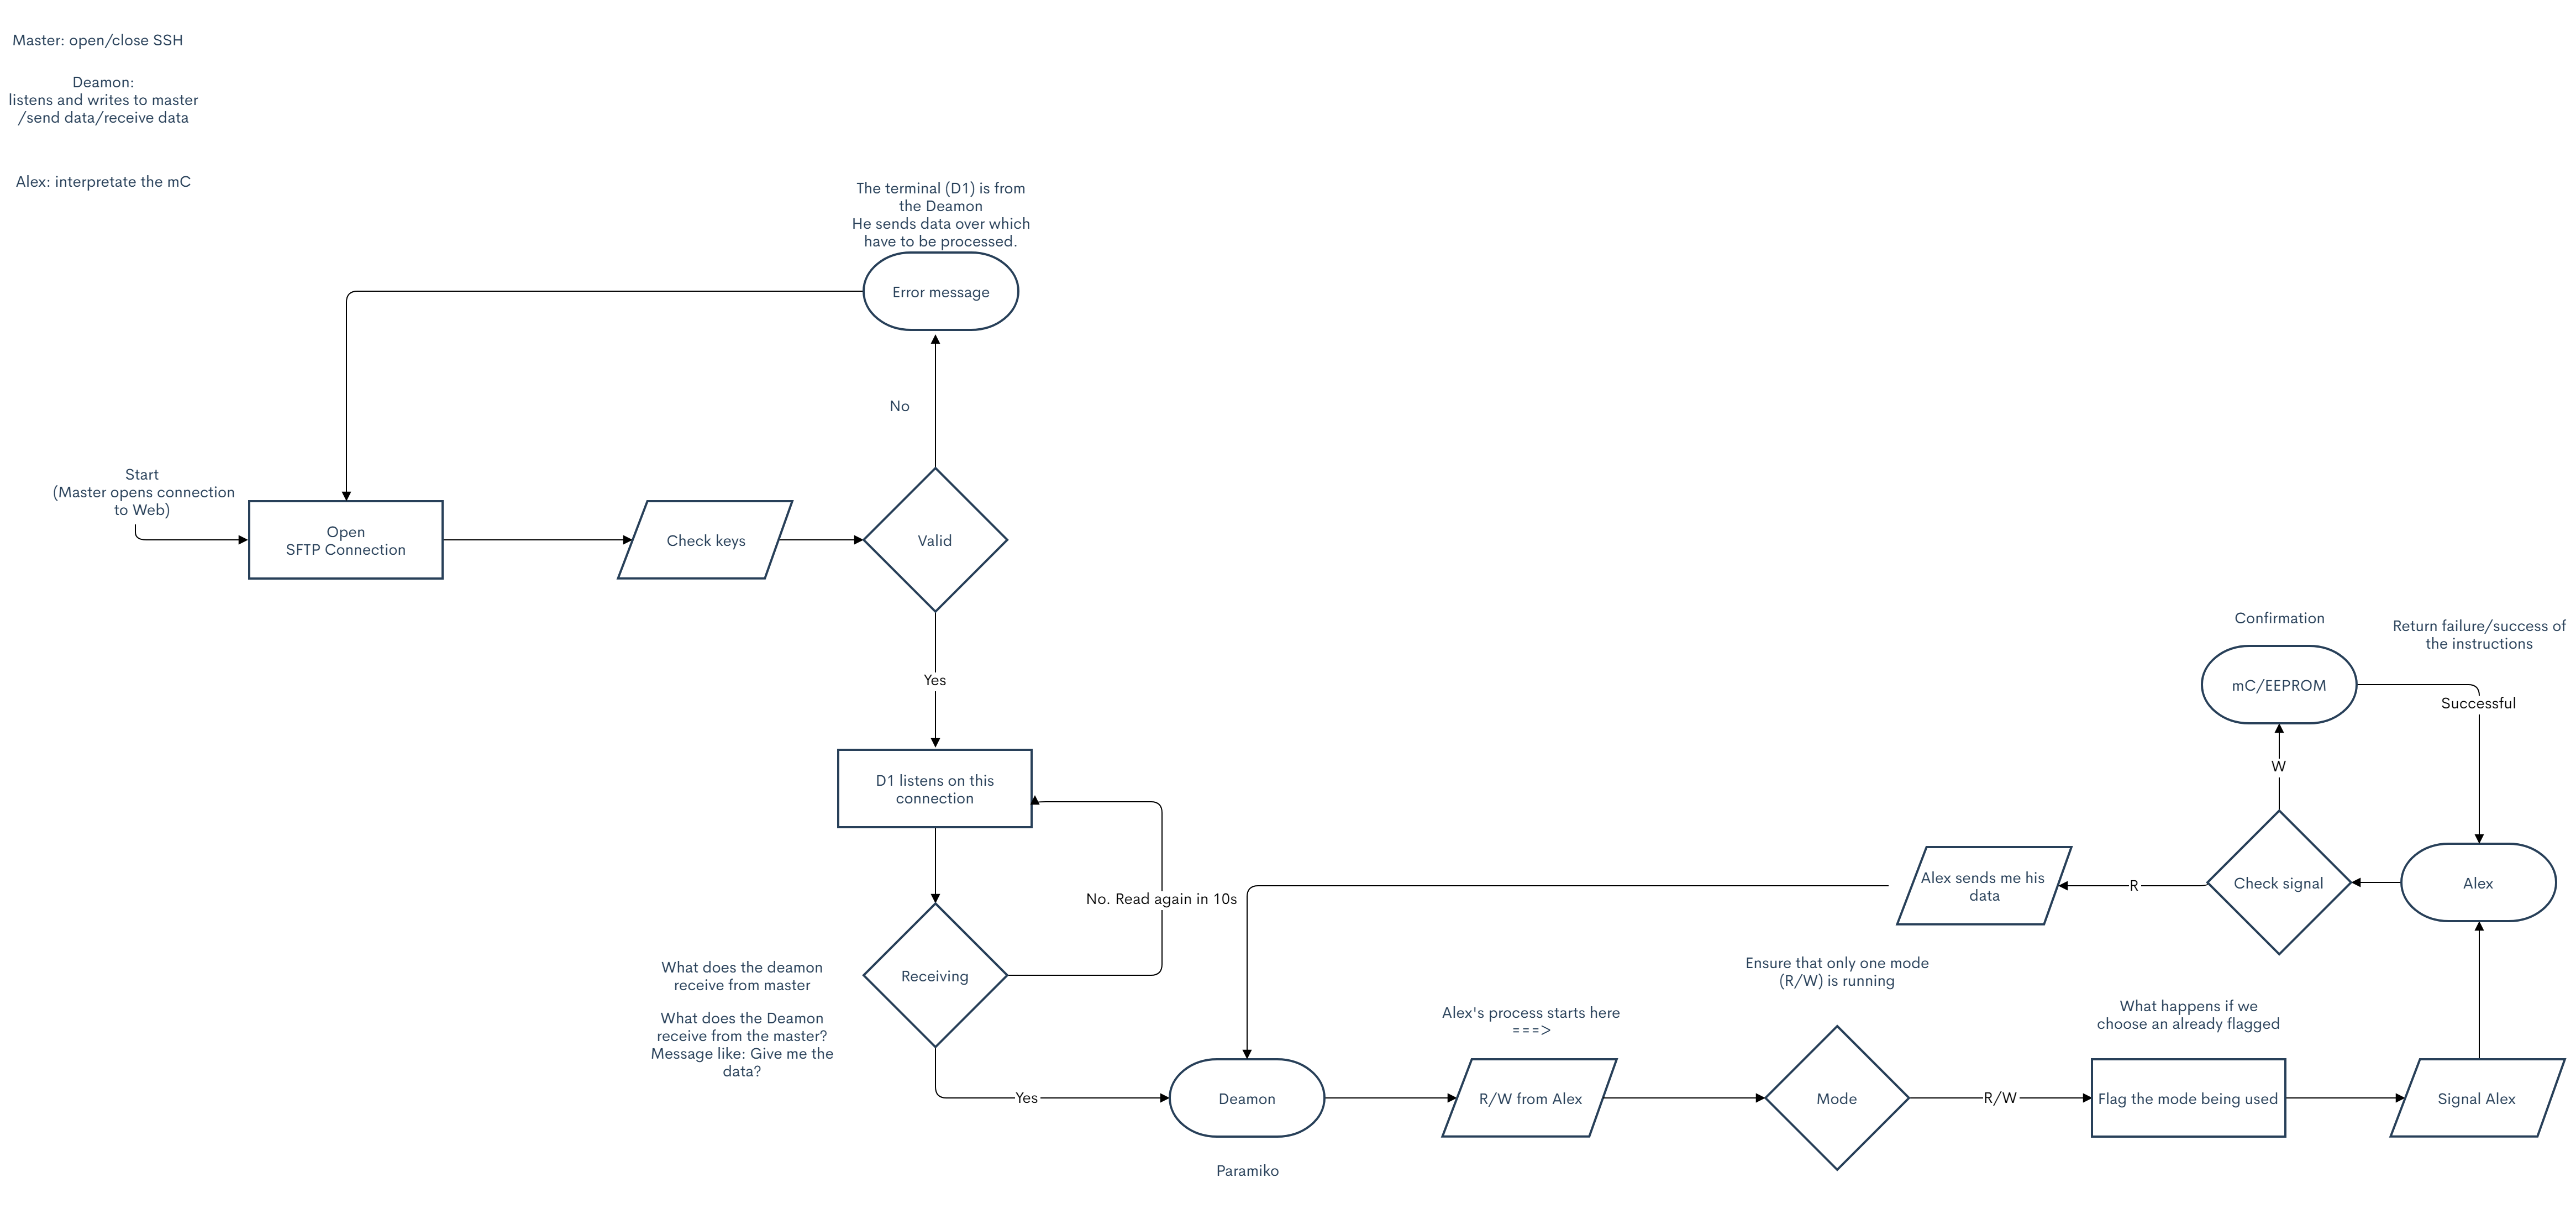 Master: open/close SSH
Deamon:
listens and writes to master
/send data/receive data
Alex: interpretate the mC
The terminal (D1) is from
the Deamon
He sends data over which
have to be processed.
Error message
No
Start
(Master opens connection
to Web)
Open
SFTP Connection
Check keys
Valid
Yes
D1 listens on this
connection
No. Read again in 10s
Receiving
What does the deamon
receive from master
What does the Deamon
receive from the master?
Message like: Give me the
data?
Yes
Deamon
Paramiko
Alex's process starts here
===>
R/W from Alex
Ensure that only one mode
(R/W) is running
Mode
R/W
What happens if we
choose an already flagged
Flag the mode being used
Signal Alex
Alex
Check signal
R
Alex sends me his
data
W
Confirmation
mC/EEPROM
Return failure/success of
the instructions
Successful